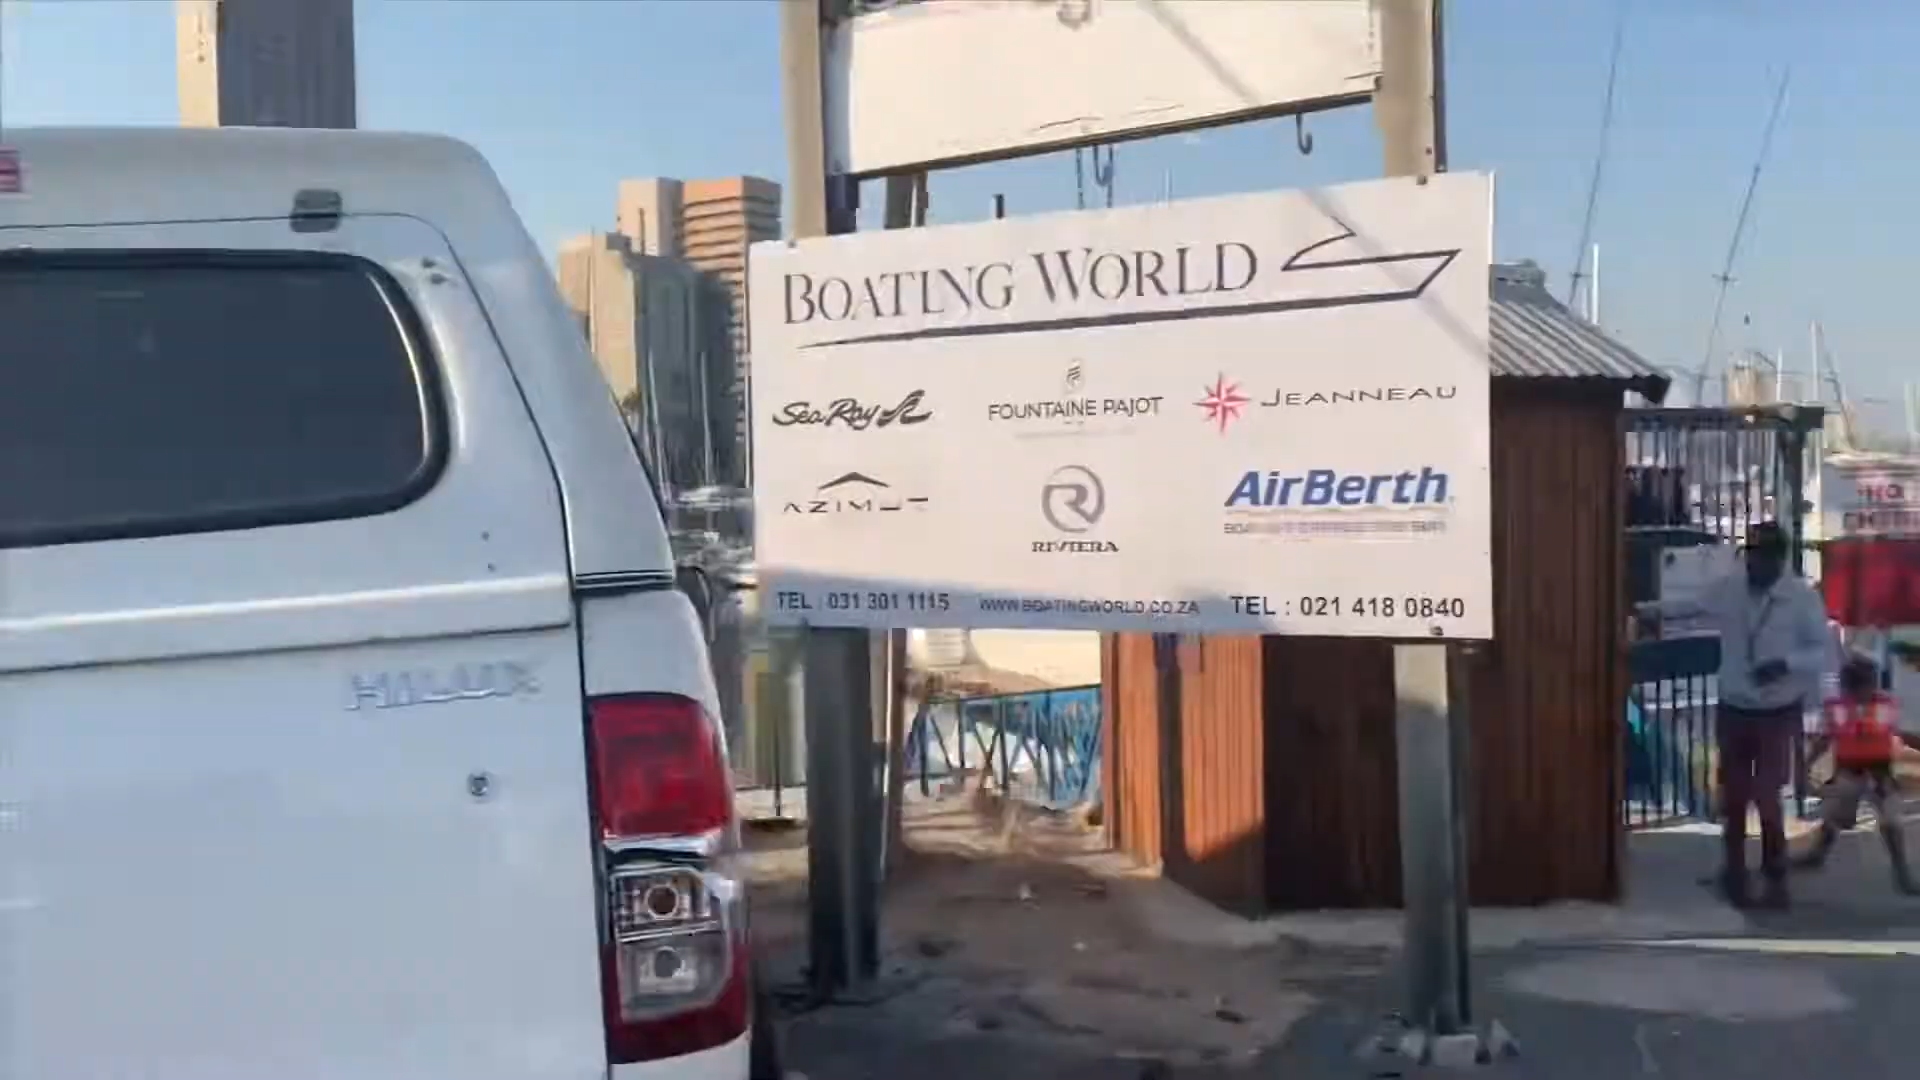 BOATING WORLD
Sea Ray
FOUNTAINE PAJOT
JEANNEAU
AZIMUT
R
RIVIERA
AirBerth
TEL : 031 301 1115
WWW.BOATINGWORLD.CO.ZA
TEL : 021 418 0840
HILUX